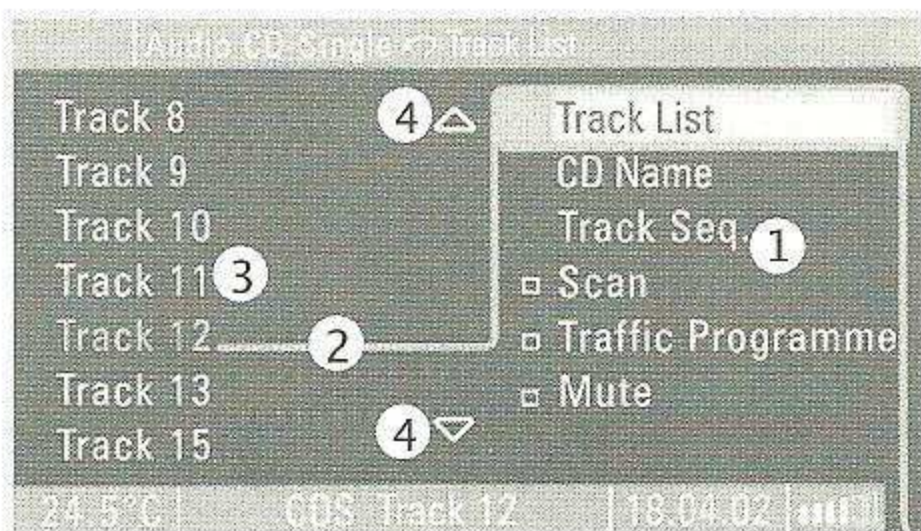 Audio CD-Single <> Track List
Track 8
4
Track 9
Track 10
Track 11
3
Track 12
2
Track 13
Track 15
4
Track List
CD Name
Track Seq.
1
Scan
Traffic Programme
Mute
24.5°C CDS Track 12 18.04.02